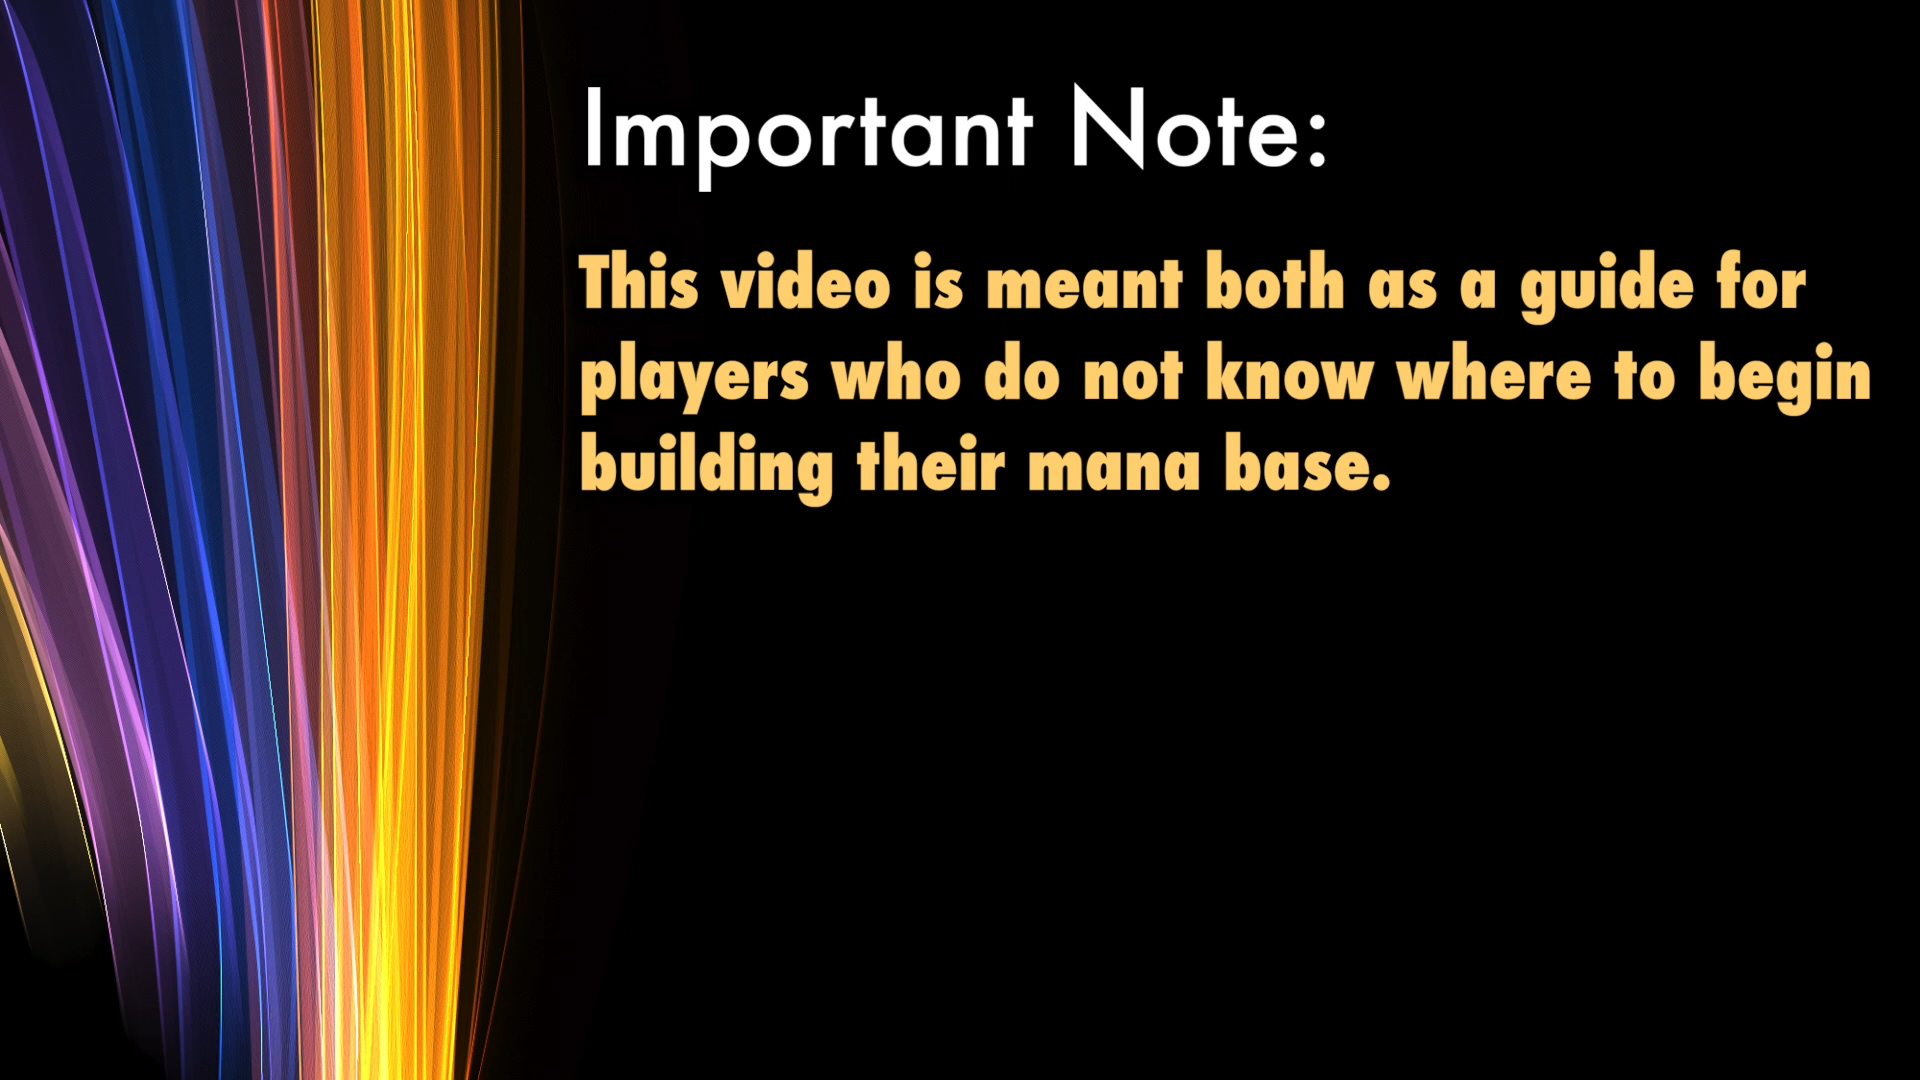 Important Note:
This video is meant both as a guide for
players who do not know where to begin
building their mana base.